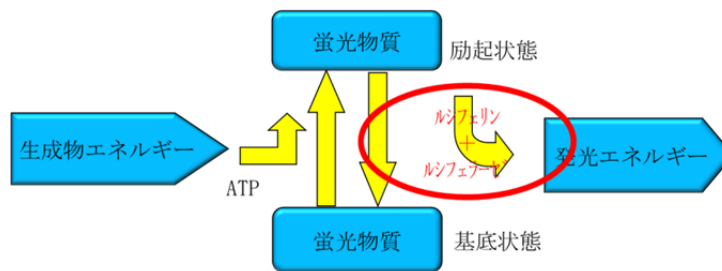 蛍光物質
励起状態
ルシフェリン
+
ルシフェラーゼ
生成物エネルギー
発光エネルギー
ATP
蛍光物質
基底状態